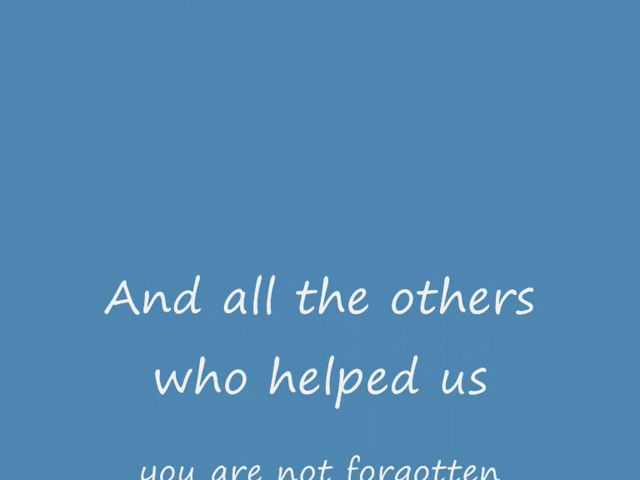 And all the others
who helped us
you are not forgotten